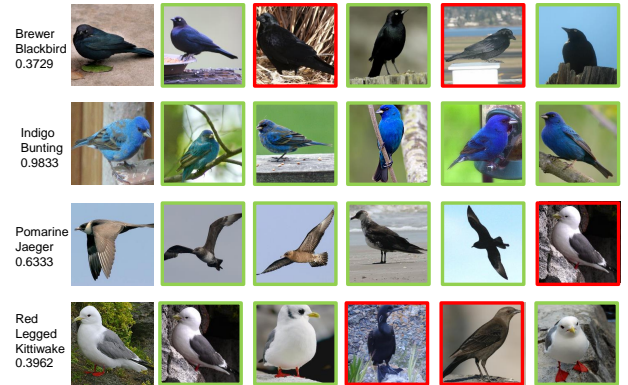 Brewer
Blackbird
0.3729
Indigo
Bunting
0.9833
Pomarine
Jaeger
0.6333
Red
Legged
Kittiwake
0.3962